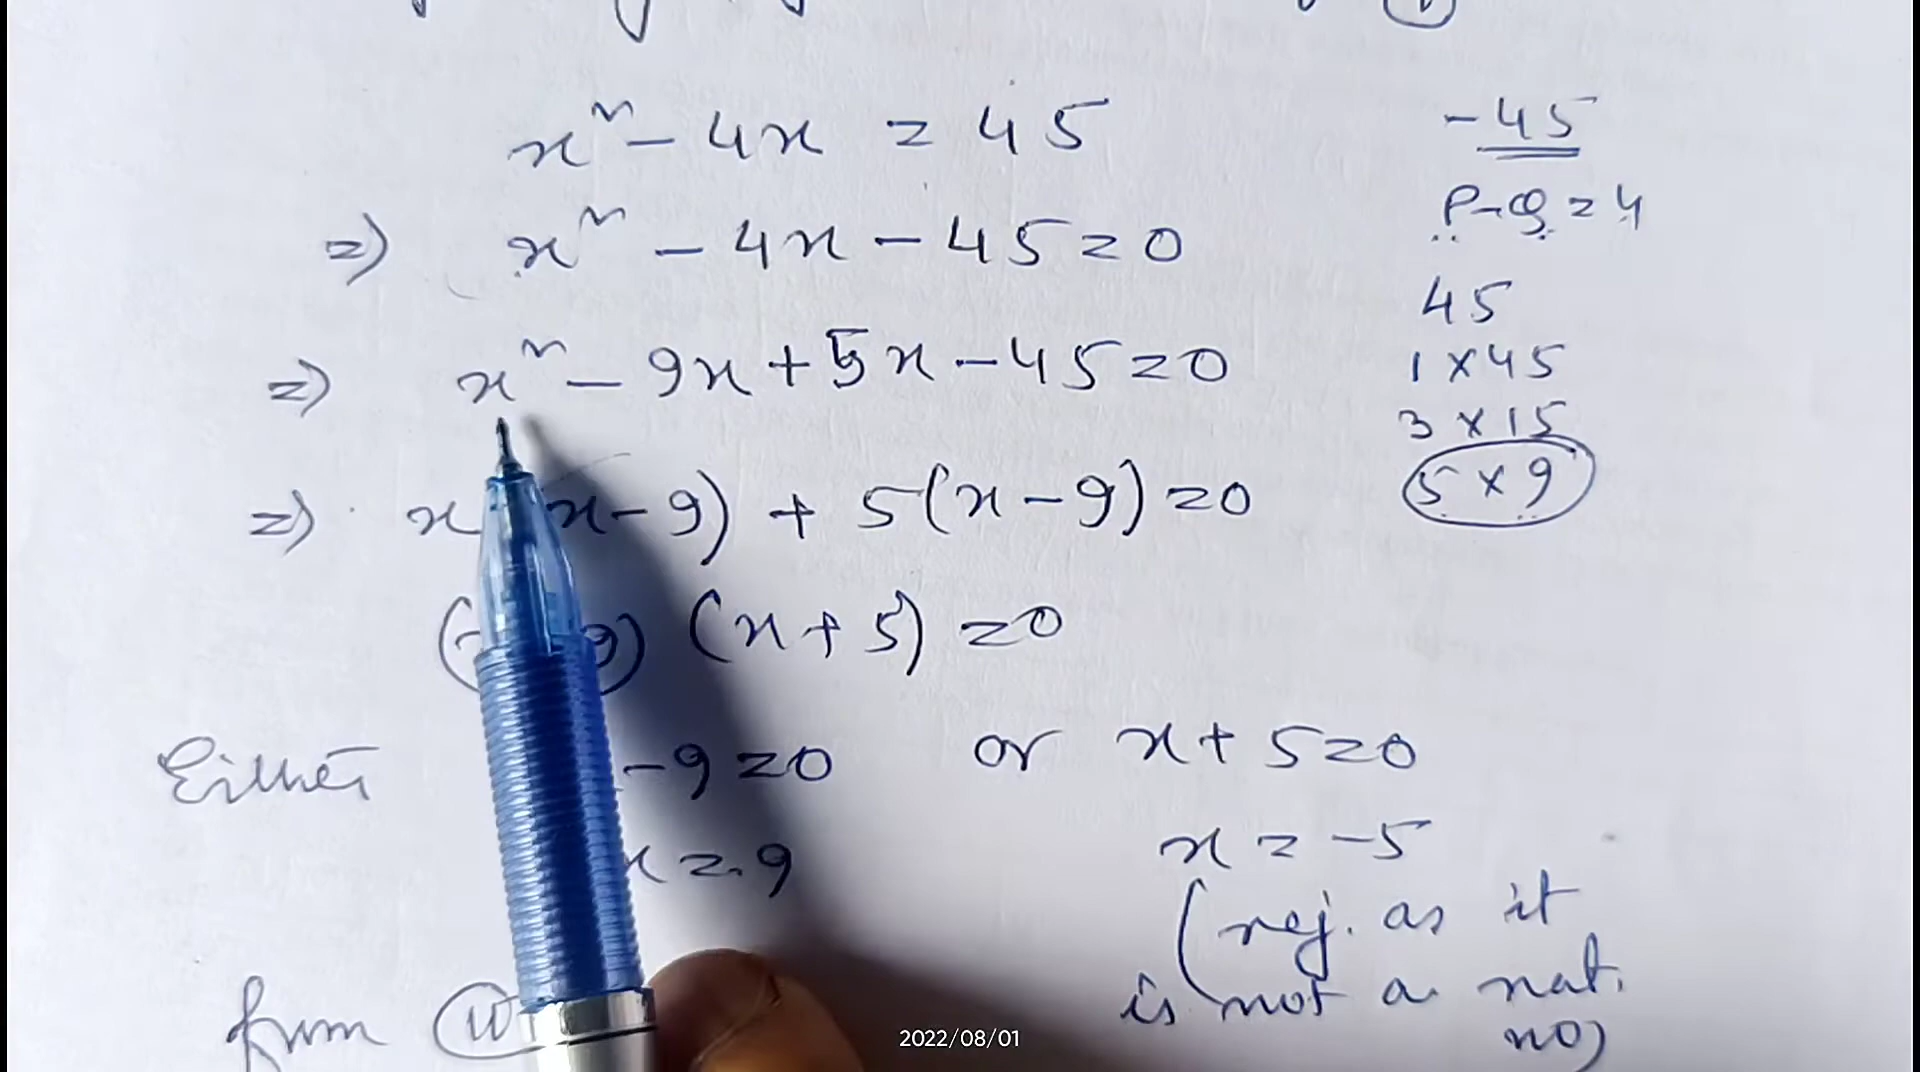 x² - 4x = 45
=) x² - 4x - 45 = 0
=) x² - 9x + 5x - 45 = 0
=) x x - 9) + 5(x - 9) = 0
( 9) (x + 5) = 0
Either - 9 = 0 or x + 5 = 0
x = 9 x = -5
(rej. as it
is not a nat.
no)
from
-45
P - Q = 4
45
1 × 45
3 × 15
5 × 9
2022/08/01